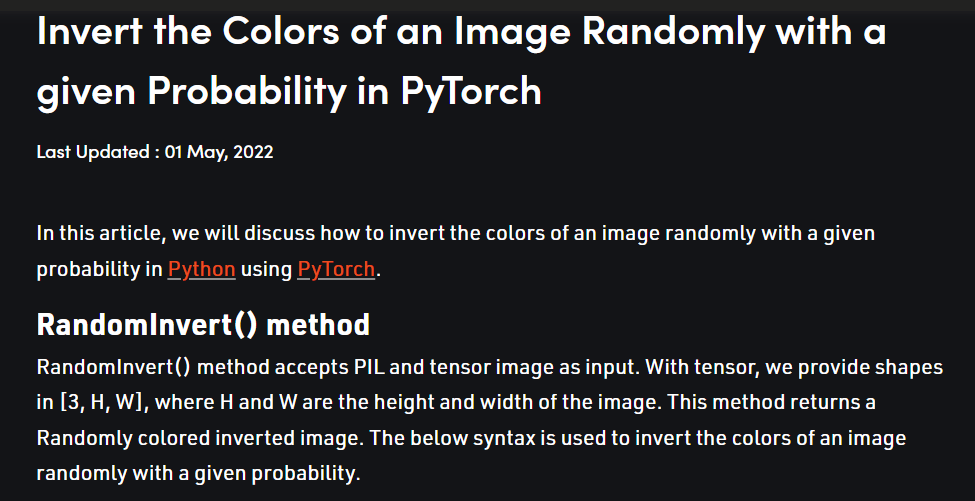 Invert the Colors of an Image Randomly with a
given Probability in PyTorch
Last Updated : 01 May, 2022
In this article, we will discuss how to invert the colors of an image randomly with a given
probability in Python using PyTorch.
RandomInvert() method
RandomInvert() method accepts PIL and tensor image as input. With tensor, we provide shapes
in [3, H, W], where H and W are the height and width of the image. This method returns a
Randomly colored inverted image. The below syntax is used to invert the colors of an image
randomly with a given probability.